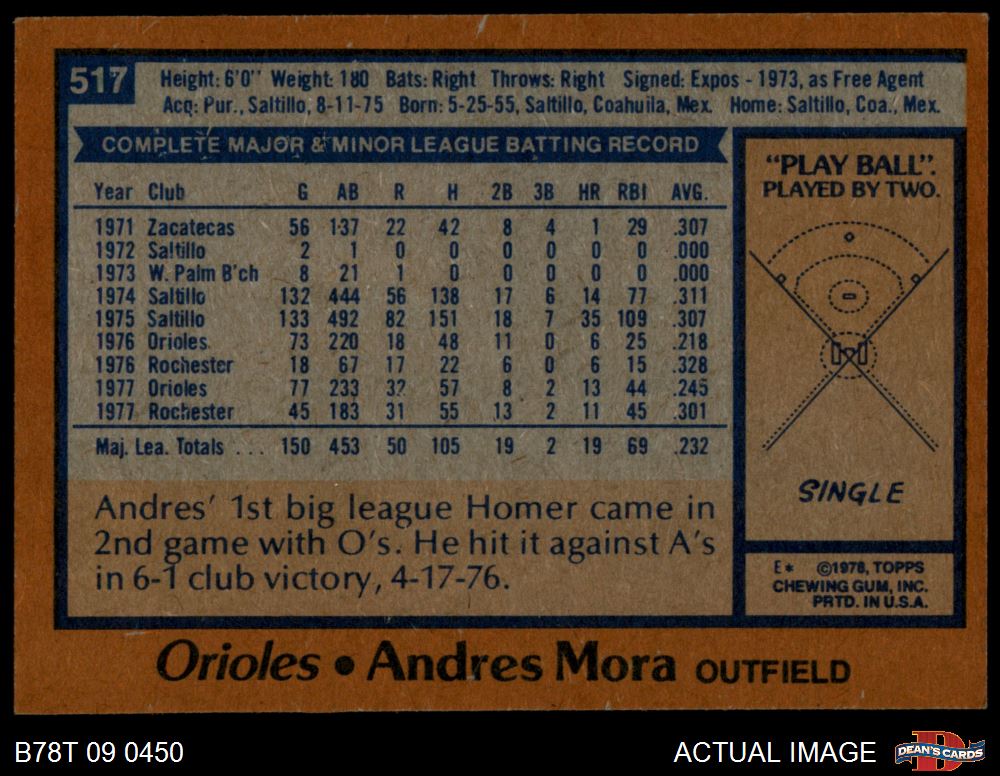 517
Height: 6'0" Weight: 180 Bats: Right Throws: Right Signed: Expos - 1973, as Free Agent
Acq: Pur., Saltillo, 8-11-75 Born: 5-25-55, Saltillo, Coahuila, Mex. Home: Saltillo, Coa., Mex.
COMPLETE MAJOR & MINOR LEAGUE BATTING RECORD
Year Club G AB R H 2B 3B HR RBI AVG.
1971 Zacatecas 56 137 22 42 8 4 1 29 .307
1972 Saltillo 2 1 0 0 0 0 0 0 .000
1973 W. Palm B'ch 8 21 1 0 0 0 0 0 .000
1974 Saltillo 132 444 56 138 17 6 14 77 .311
1975 Saltillo 133 492 82 151 18 7 35 109 .307
1976 Orioles 73 220 18 48 11 0 6 25 .218
1976 Rochester 18 67 17 22 6 0 6 15 .328
1977 Orioles 77 233 32 57 8 2 13 44 .245
1977 Rochester 45 183 31 55 13 2 11 45 .301
Maj. Lea. Totals ... 150 453 50 105 19 2 19 69 .232
Andres' 1st big league Homer came in
2nd game with O's. He hit it against A's
in 6-1 club victory, 4-17-76.
"PLAY BALL".
PLAYED BY TWO.
SINGLE
E* ©1978, TOPPS
CHEWING GUM, INC.
PRTD. IN U.S.A.
Orioles • Andres Mora OUTFIELD
B78T 09 0450
ACTUAL IMAGE
DEAN'S CARDS